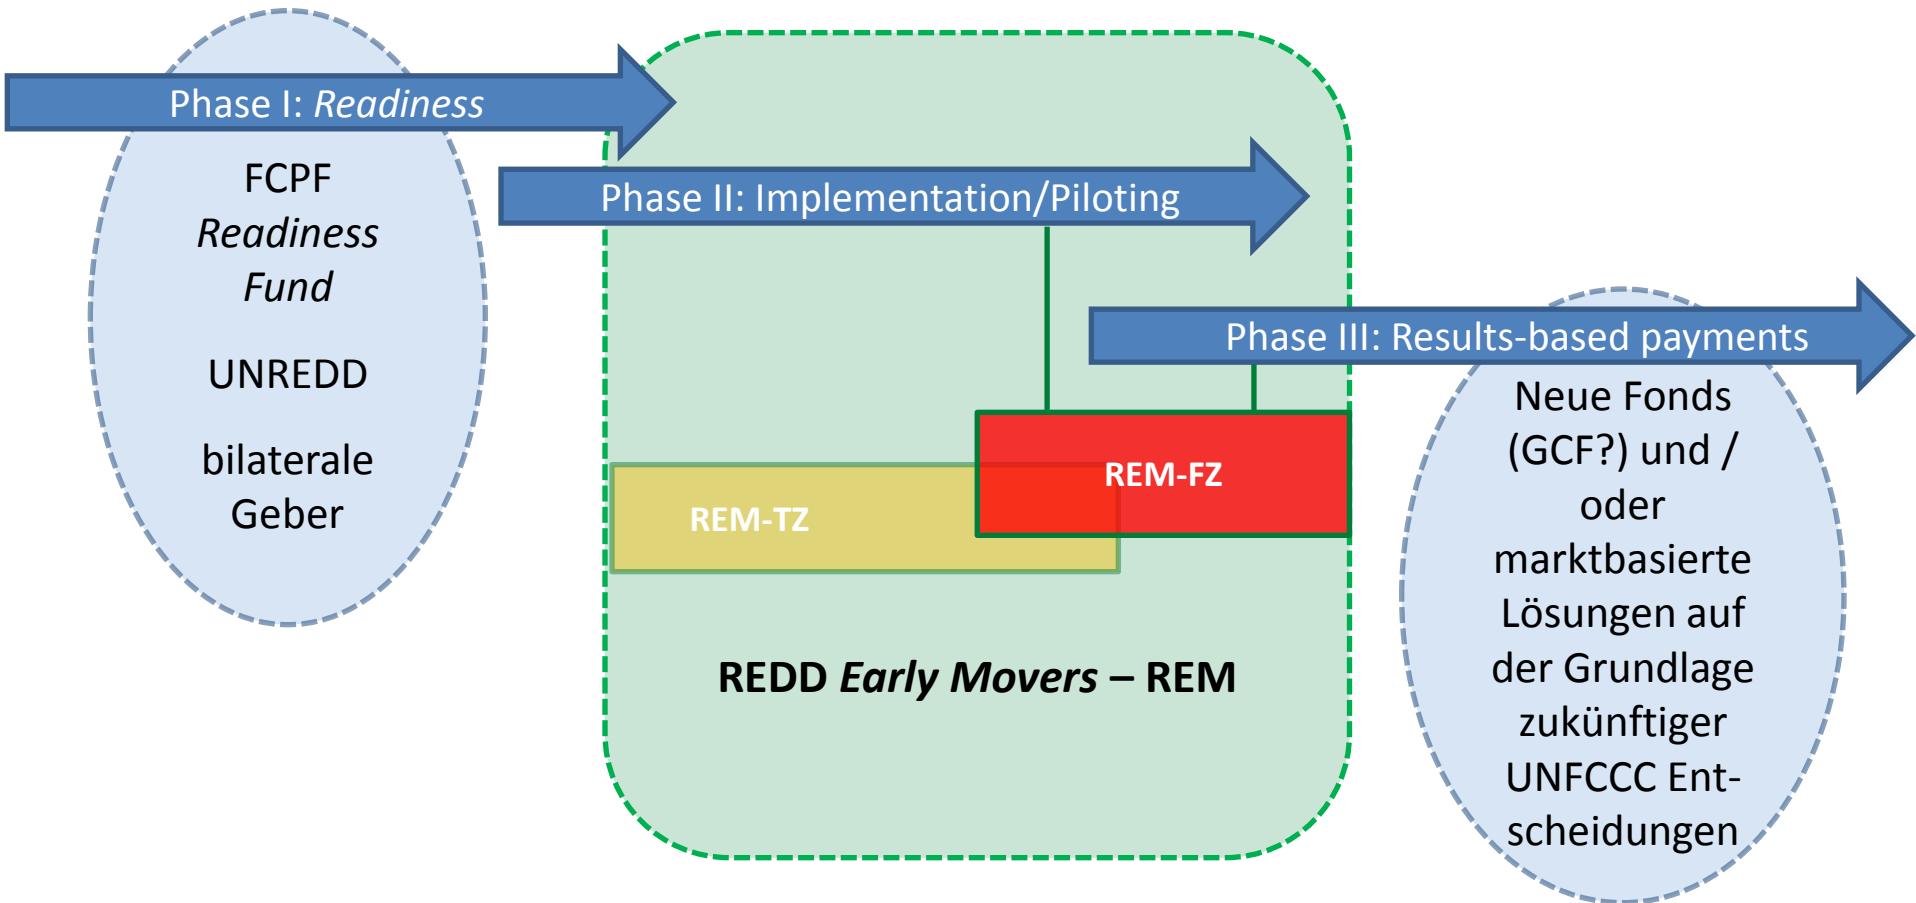 Phase I: Readiness
FCPF
Readiness
Fund
UNREDD
bilaterale
Geber
Phase II: Implementation/Piloting
Phase III: Results-based payments
REM-FZ
REM-TZ
REDD Early Movers – REM
Neue Fonds
(GCF?) und /
oder
marktbasierte
Lösungen auf
der Grundlage
zukünftiger
UNFCCC Ent-
scheidungen